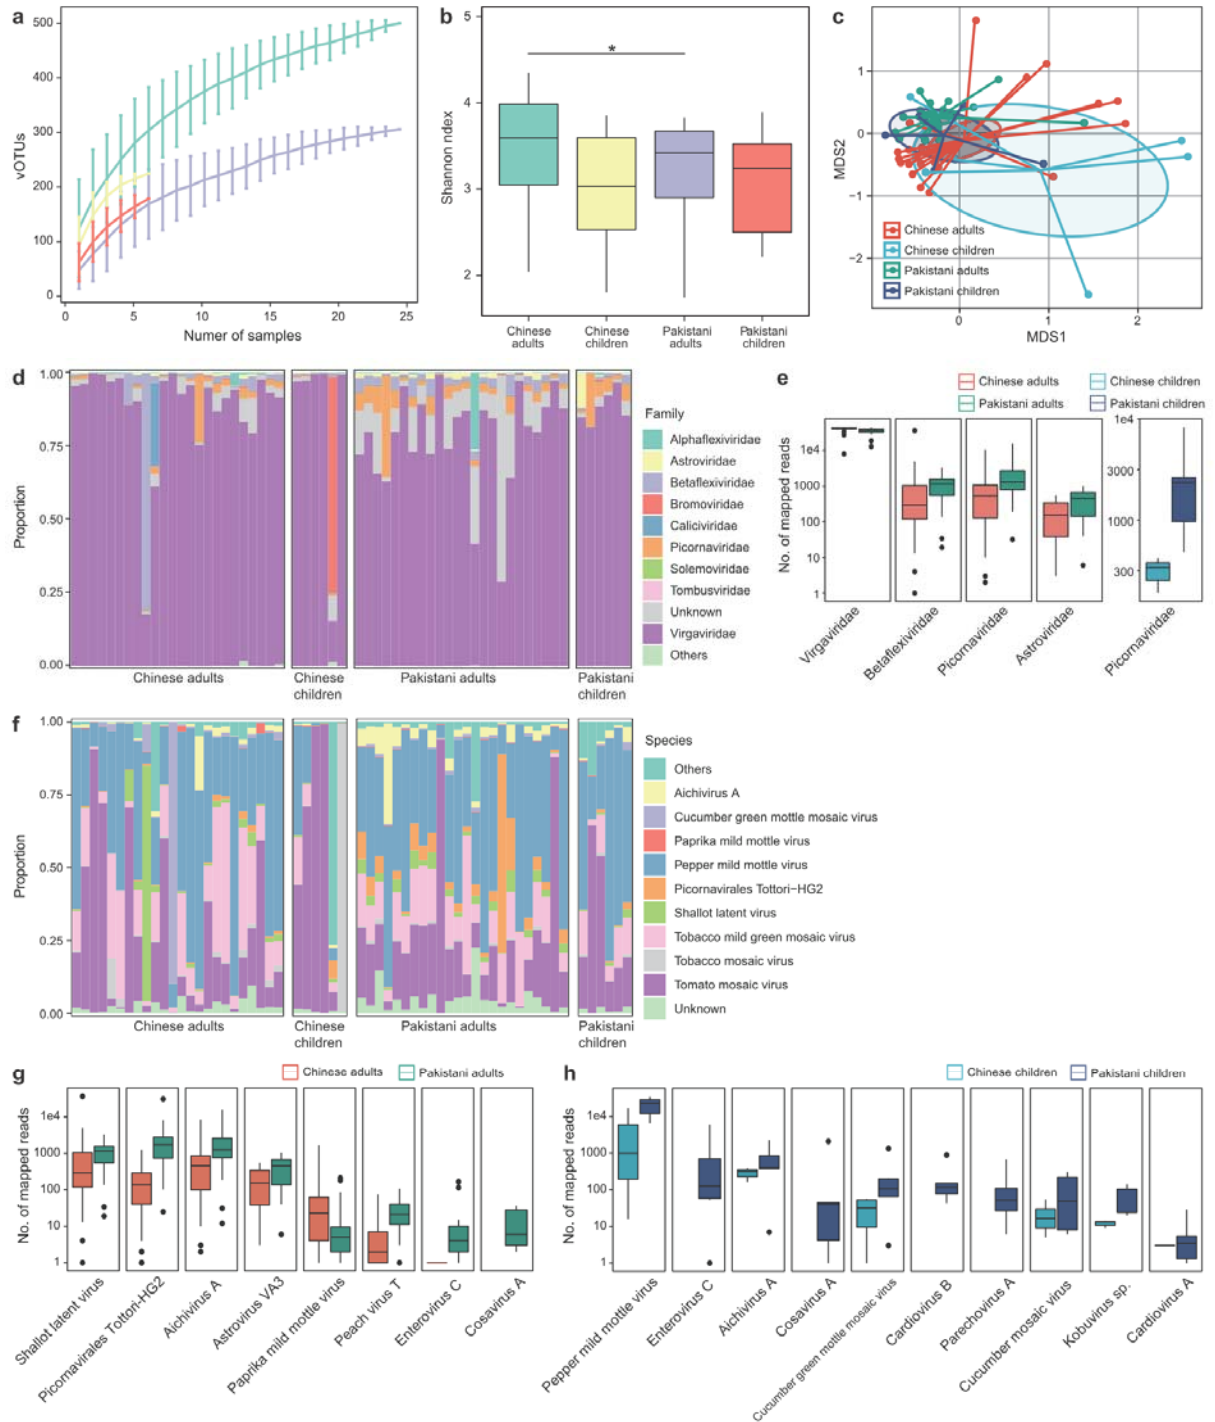 a
500
400
300
200
100
0
vOTUs
0 5 10 15 20 25
Numer of samples
b
5
4
3
2
Shannon index
*
Chinese adults
Chinese children
Pakistani adults
Pakistani children
c
1
0
−1
−2
MDS2
Chinese adults
Chinese children
Pakistani adults
Pakistani children
0 1 2
MDS1
d
1.00
0.75
0.50
0.25
0.00
Proportion
Chinese adults
Chinese children
Pakistani adults
Pakistani children
Family
Alphaflexiviridae
Astroviridae
Betaflexiviridae
Bromoviridae
Caliciviridae
Picornaviridae
Solemoviridae
Tombusviridae
Unknown
Virgaviridae
Others
e
Chinese adults
Chinese children
Pakistani adults
Pakistani children
No. of mapped reads
1e4
1000
100
10
1
1e4
3000
1000
300
Virgaviridae
Betaflexiviridae
Picornaviridae
Astroviridae
Picornaviridae
f
1.00
0.75
0.50
0.25
0.00
Proportion
Chinese adults
Chinese children
Pakistani adults
Pakistani children
Species
Others
Aichivirus A
Cucumber green mottle mosaic virus
Paprika mild mottle virus
Pepper mild mottle virus
Picornavirales Tottori−HG2
Shallot latent virus
Tobacco mild green mosaic virus
Tobacco mosaic virus
Tomato mosaic virus
Unknown
g
Chinese adults
Pakistani adults
No. of mapped reads
1e4
1000
100
10
1
Shallot latent virus
Picornavirales Tottori-HG2
Aichivirus A
Astrovirus VA3
Paprika mild mottle virus
Peach virus T
Enterovirus C
Cosavirus A
h
Chinese children
Pakistani children
No. of mapped reads
1e4
1000
100
10
1
Pepper mild mottle virus
Enterovirus C
Aichivirus A
Cosavirus A
Cucumber green mottle mosaic virus
Cardiovirus B
Parechovirus A
Cucumber mosaic virus
Kobuvirus sp.
Cardiovirus A